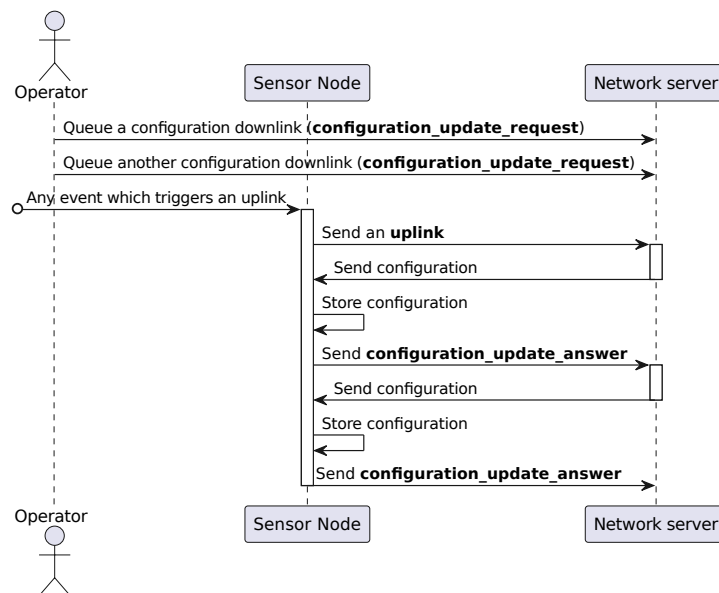 Operator
Sensor Node
Network server
Queue a configuration downlink (configuration_update_request)
Queue another configuration downlink (configuration_update_request)
Any event which triggers an uplink
Send an uplink
Send configuration
Store configuration
Send configuration_update_answer
Send configuration
Store configuration
Send configuration_update_answer
Operator
Sensor Node
Network server